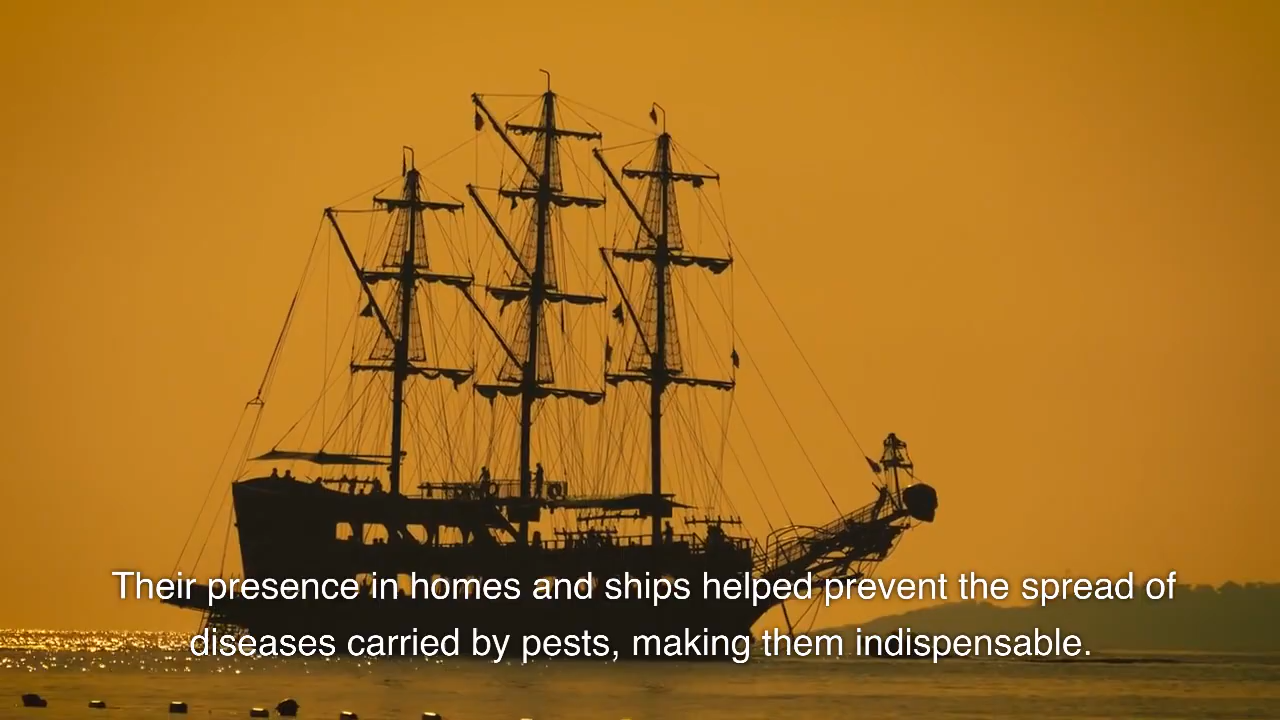 Their presence in homes and ships helped prevent the spread of
diseases carried by pests, making them indispensable.